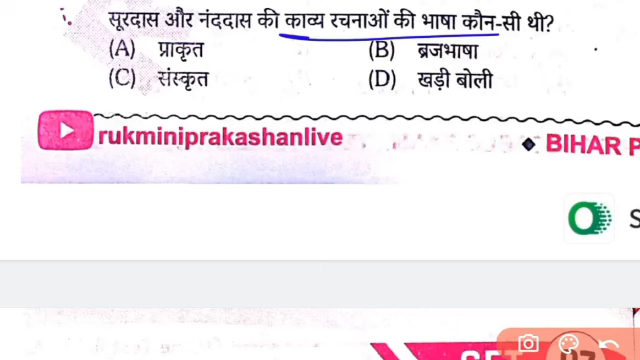 सूरदास और नंददास की काव्य रचनाओं की भाषा कौन-सी थी?
(A) प्राकृत (B) ब्रजभाषा
(C) संस्कृत (D) खड़ी बोली
rukminiprakashanlive
BIHAR